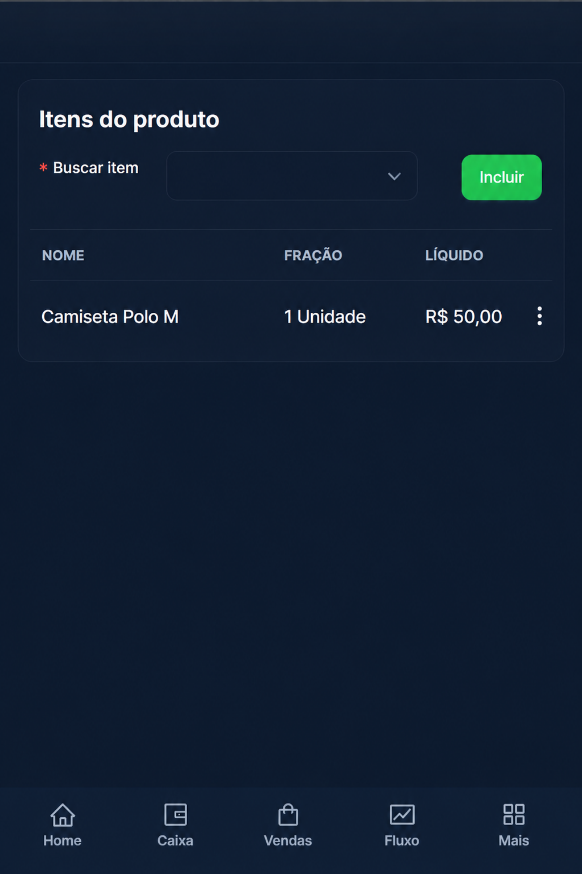 Itens do produto
* Buscar item
Incluir
NOME FRAÇÃO LÍQUIDO
Camiseta Polo M 1 Unidade R$ 50,00
Home Caixa Vendas Fluxo Mais